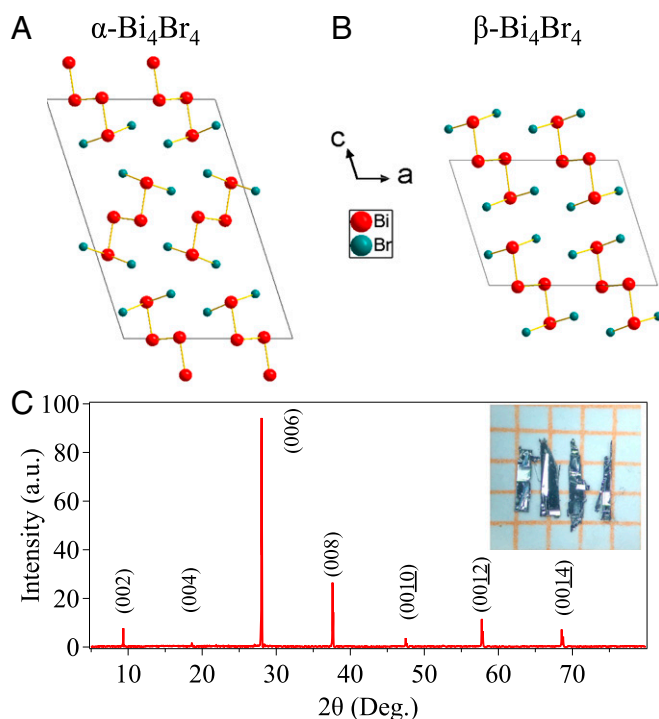 A α-Bi₄Br₄
B β-Bi₄Br₄
c
a
Bi
Br
C
100
80
60
40
20
0
Intensity (a.u.)
(002)
(004)
(006)
(008)
(0010)
(0012)
(0014)
10 20 30 40 50 60 70
2θ (Deg.)